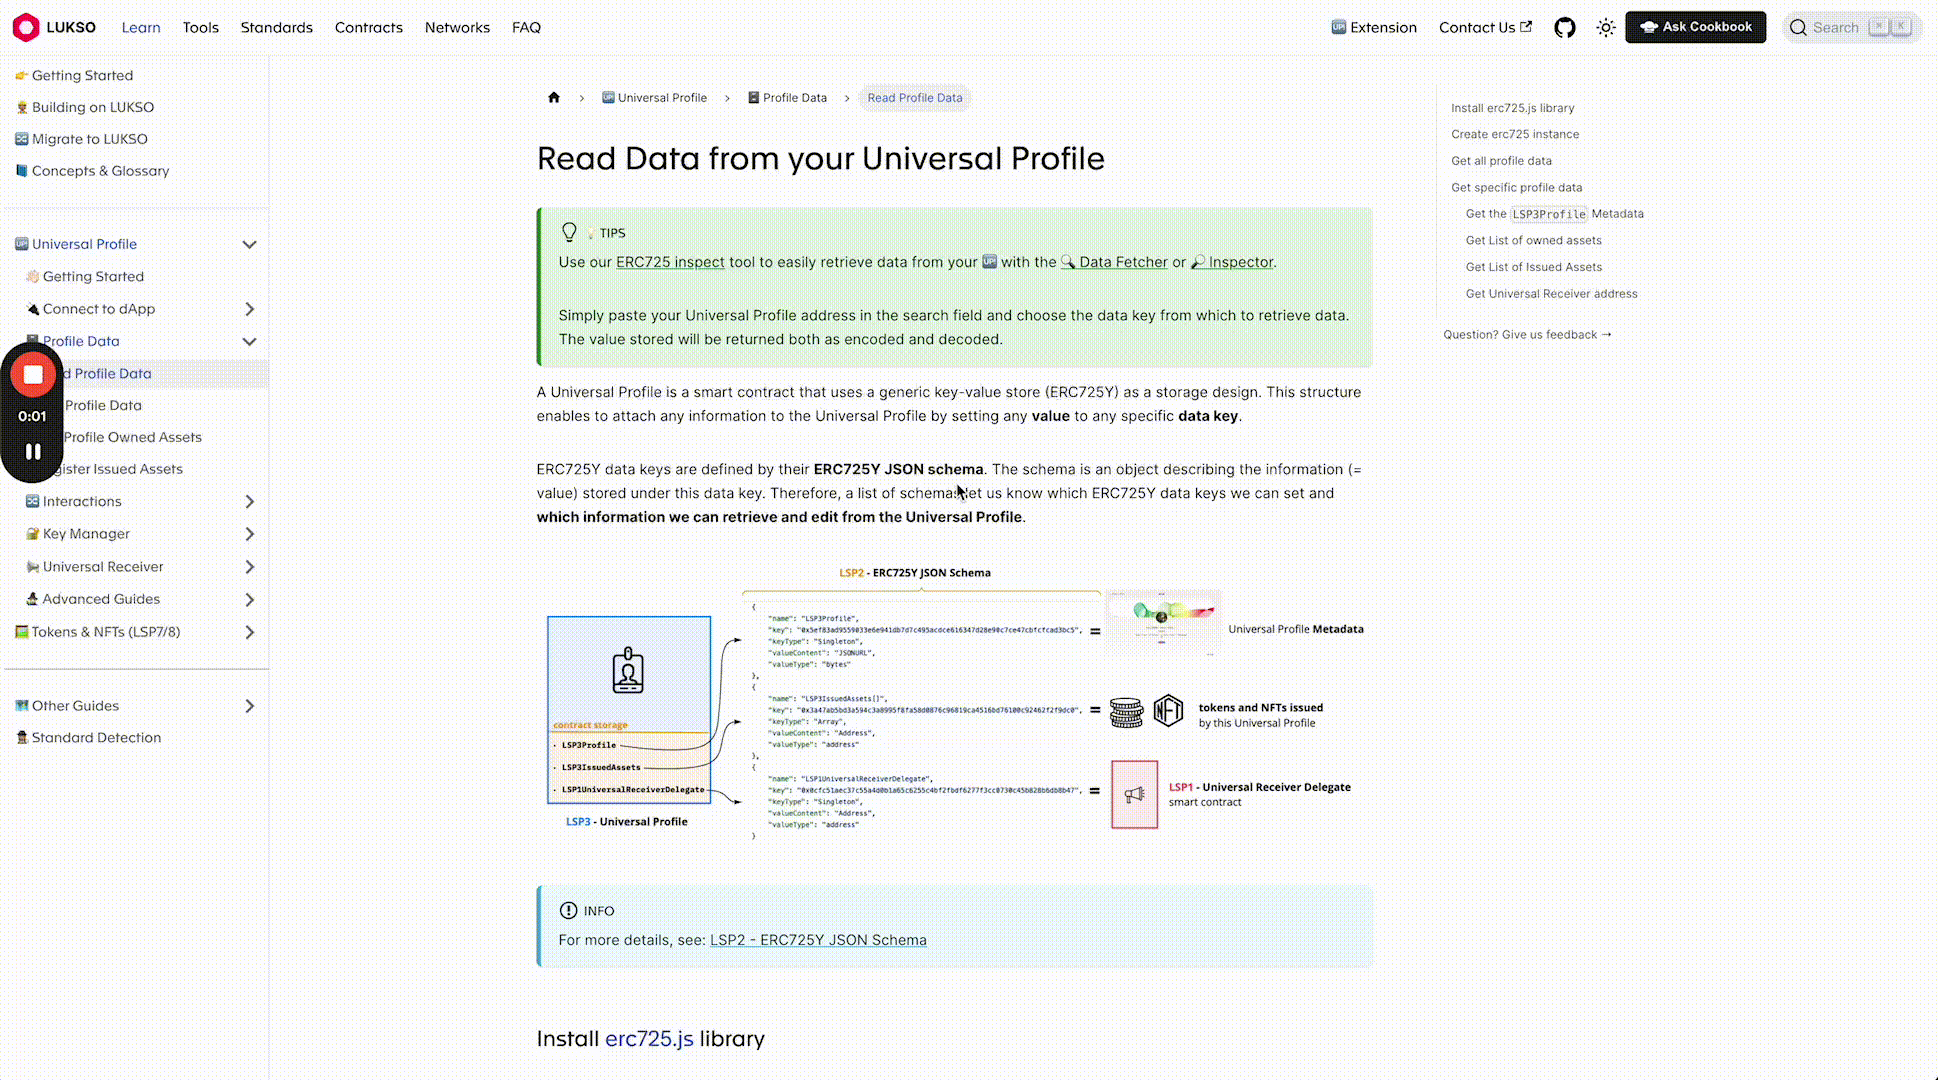 LUKSO
Learn
Tools
Standards
Contracts
Networks
FAQ
UP! Extension
Contact Us
Ask Cookbook
Search
⌘ K
Getting Started
Building on LUKSO
Migrate to LUKSO
Concepts & Glossary
UP! Universal Profile
Getting Started
Connect to dApp
Profile Data
d Profile Data
Profile Data
Profile Owned Assets
gister Issued Assets
Interactions
Key Manager
Universal Receiver
Advanced Guides
Tokens & NFTs (LSP7/8)
Other Guides
Standard Detection
0:01
UP! Universal Profile
Profile Data
Read Profile Data
Read Data from your Universal Profile
TIPS
Use our ERC725 inspect tool to easily retrieve data from your UP! with the 🔍 Data Fetcher or 🔎 Inspector.
Simply paste your Universal Profile address in the search field and choose the data key from which to retrieve data.
The value stored will be returned both as encoded and decoded.
A Universal Profile is a smart contract that uses a generic key-value store (ERC725Y) as a storage design. This structure
enables to attach any information to the Universal Profile by setting any value to any specific data key.
ERC725Y data keys are defined by their ERC725Y JSON schema. The schema is an object describing the information (=
value) stored under this data key. Therefore, a list of schemas let us know which ERC725Y data keys we can set and
which information we can retrieve and edit from the Universal Profile.
LSP2 - ERC725Y JSON Schema
contract storage
· LSP3Profile
· LSP3IssuedAssets
· LSP1UniversalReceiverDelegate
LSP3 - Universal Profile
{
"name": "LSP3Profile",
"key": "0x5ef83ad9559033e6e941db7d7c495acdce616347d28e90c7ce47cbfcfcad3bc5",
"keyType": "Singleton",
"valueContent": "JSONURL",
"valueType": "bytes"
},
{
"name": "LSP3IssuedAssets[]",
"key": "0x3a47ab5bd3a594c3a8995f8fa58d0876c96819ca4516bd76100c92462f2f9dc0",
"keyType": "Array",
"valueContent": "Address",
"valueType": "address"
},
{
"name": "LSP1UniversalReceiverDelegate",
"key": "0x0cfc51aec37c55a4d0b1a65c6255c4bf2fbdf6277f3cc0730c45b828b6db8b47",
"keyType": "Singleton",
"valueContent": "Address",
"valueType": "address"
}
= Universal Profile Metadata
= NFT tokens and NFTs issued
by this Universal Profile
= LSP1 - Universal Receiver Delegate
smart contract
INFO
For more details, see: LSP2 - ERC725Y JSON Schema
Install erc725.js library
Install erc725.js library
Create erc725 instance
Get all profile data
Get specific profile data
Get the LSP3Profile Metadata
Get List of owned assets
Get List of Issued Assets
Get Universal Receiver address
Question? Give us feedback →